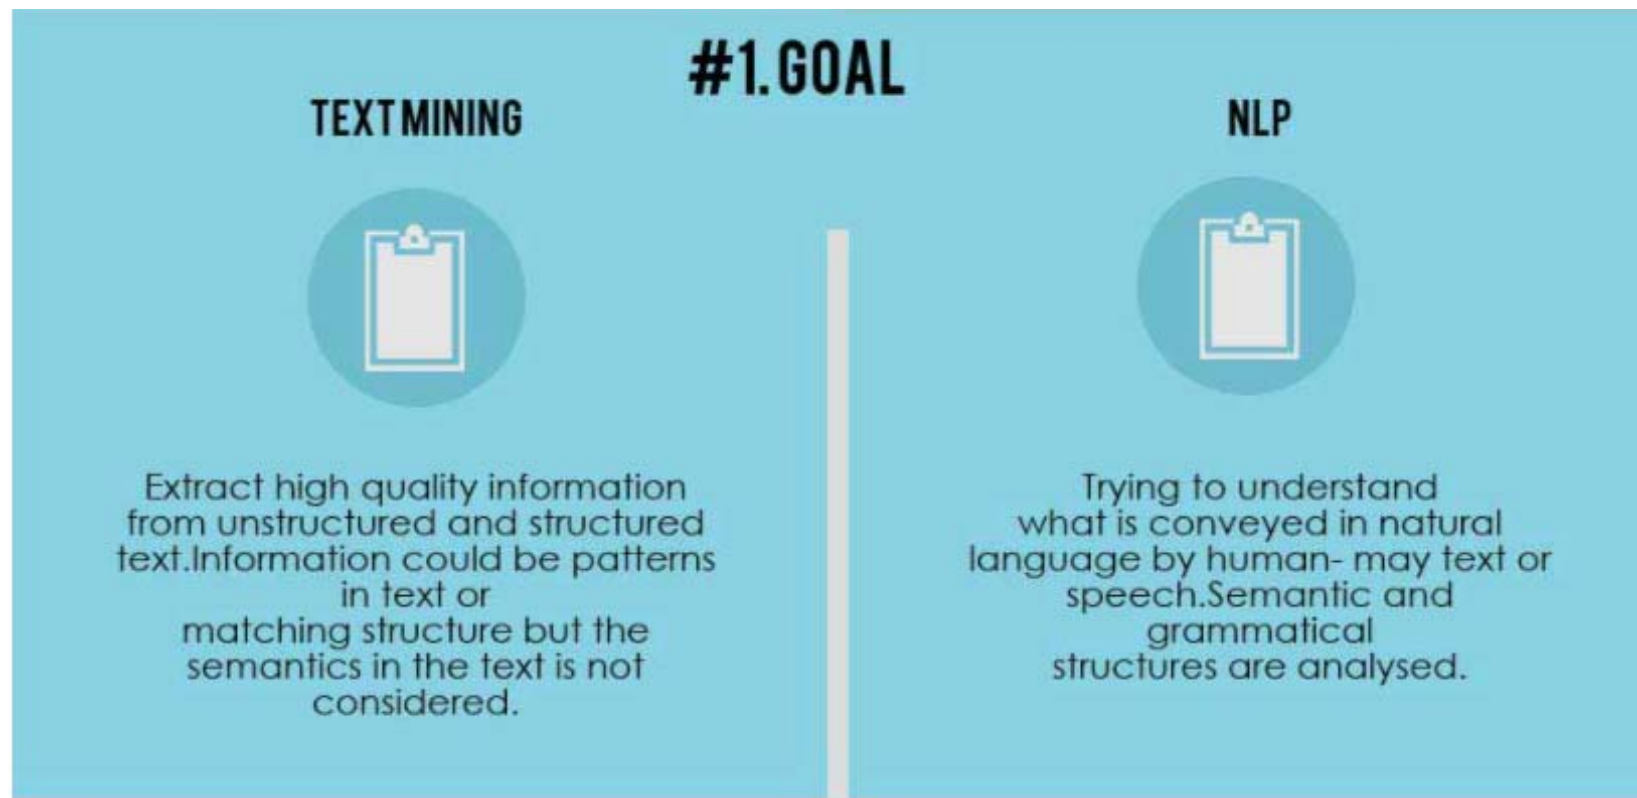 #1. GOAL
TEXT MINING
Extract high quality information
from unstructured and structured
text.Information could be patterns
in text or
matching structure but the
semantics in the text is not
considered.
NLP
Trying to understand
what is conveyed in natural
language by human- may text or
speech.Semantic and
grammatical
structures are analysed.